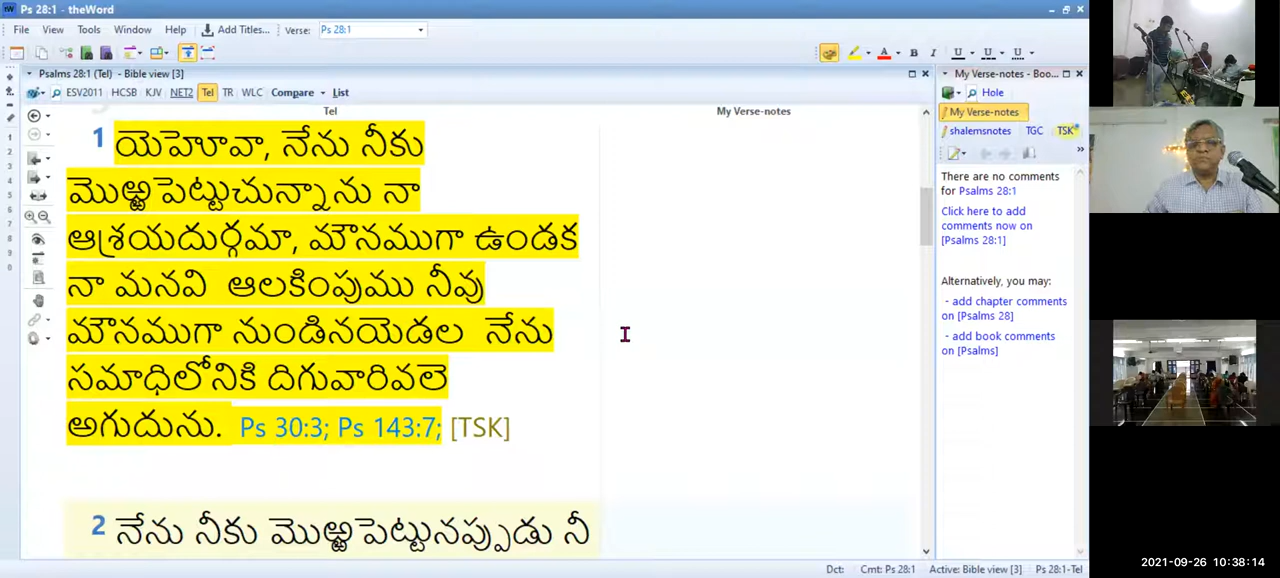 Ps 28:1 - theWord
File View Tools Window Help Add Titles... Verse: Ps 28:1
Psalms 28:1 (Tel) - Bible view [3]
ESV2011 HCSB KJV NET2 Tel TR WLC Compare List
Tel My Verse-notes
1 యెహోవా, నేను నీకు
మొఱ్ఱపెట్టుచున్నాను నా
ఆశ్రయదుర్గమా, మౌనముగా ఉండక
నా మనవి ఆలకింపుము నీవు
మౌనముగా నుండినయెడల నేను
సమాధిలోనికి దిగువారివలె
అగుదును. Ps 30:3; Ps 143:7; [TSK]
2 నేను నీకు మొఱ్ఱపెట్టునప్పుడు నీ
My Verse-notes - Boo...
Hole
My Verse-notes
shalemsnotes TGC TSK
There are no comments
for Psalms 28:1
Click here to add
comments now on
[Psalms 28:1]
Alternatively, you may:
- add chapter comments
on [Psalms 28]
- add book comments
on [Psalms]
Dct: Cmt: Ps 28:1 Active: Bible view [3] Ps 28:1-Tel
2021-09-26 10:38:14